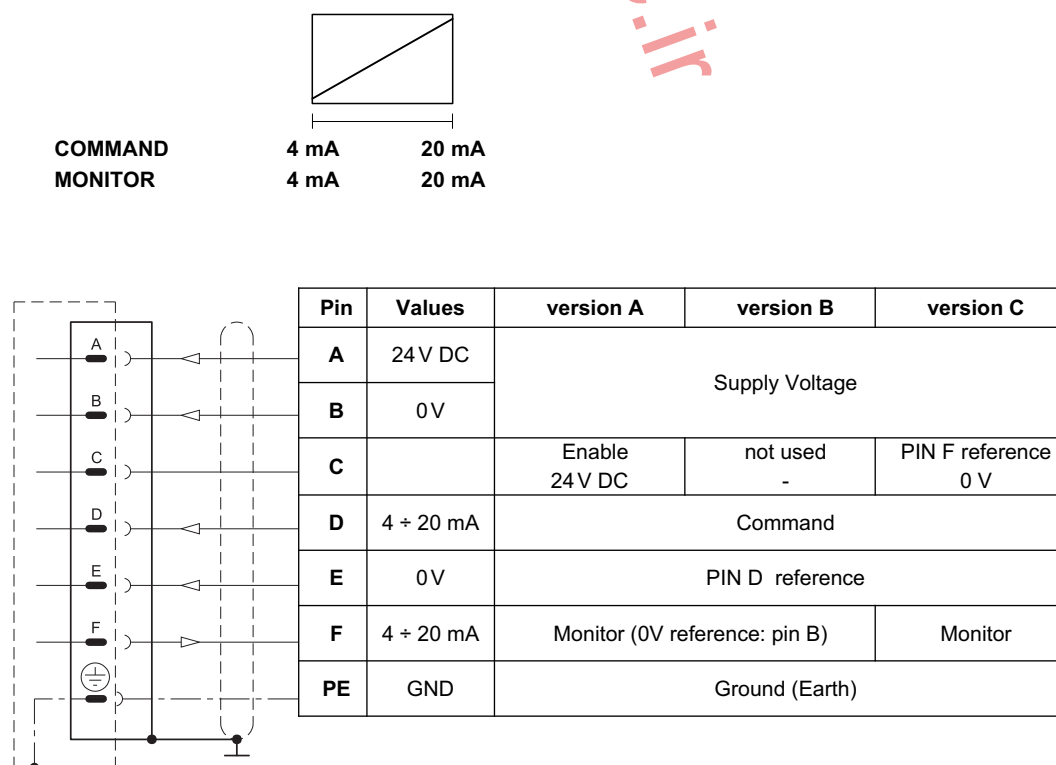 .ir
COMMAND 4 mA 20 mA
MONITOR 4 mA 20 mA
Pin Values version A version B version C
A A 24 V DC Supply Voltage
B B 0 V
C C Enable 24 V DC not used - PIN F reference 0 V
D D 4 ÷ 20 mA Command
E E 0 V PIN D reference
F F 4 ÷ 20 mA Monitor (0V reference: pin B) Monitor
PE GND Ground (Earth)